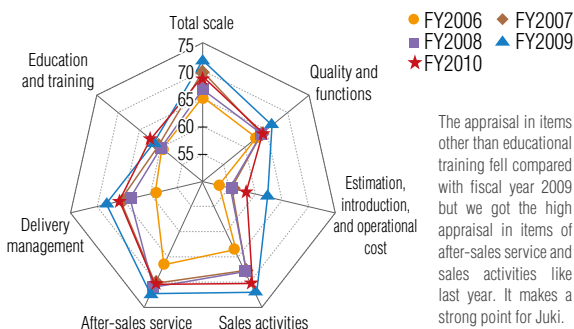 Total scale
75
70
65
60
55
Education
and training
Quality and
functions
Estimation,
introduction,
and operational
cost
Delivery
management
After-sales service
Sales activities
FY2006
FY2007
FY2008
FY2009
FY2010
The appraisal in items
other than educational
training fell compared
with fiscal year 2009
but we got the high
appraisal in items of
after-sales service and
sales activities like
last year. It makes a
strong point for Juki.